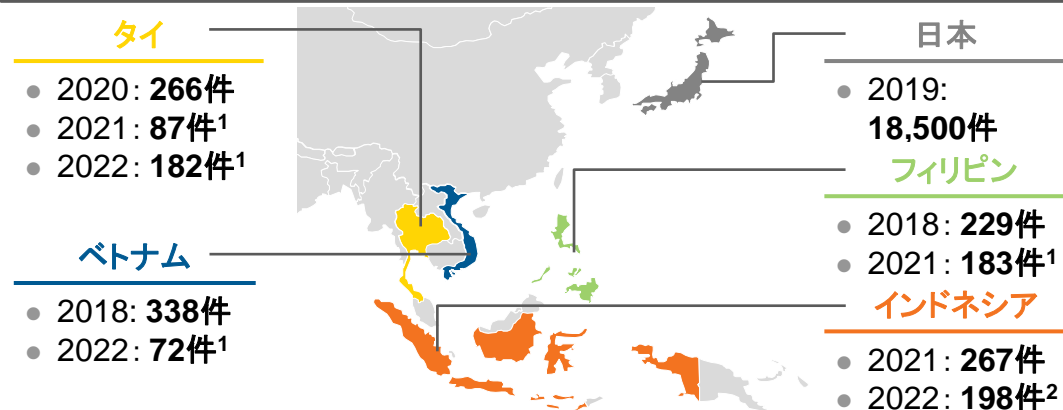 タイ
● 2020: 266件
● 2021: 87件¹
● 2022: 182件¹
ベトナム
● 2018: 338件
● 2022: 72件¹
日本
● 2019:
18,500件
フィリピン
● 2018: 229件
● 2021: 183件¹
インドネシア
● 2021: 267件
● 2022: 198件²